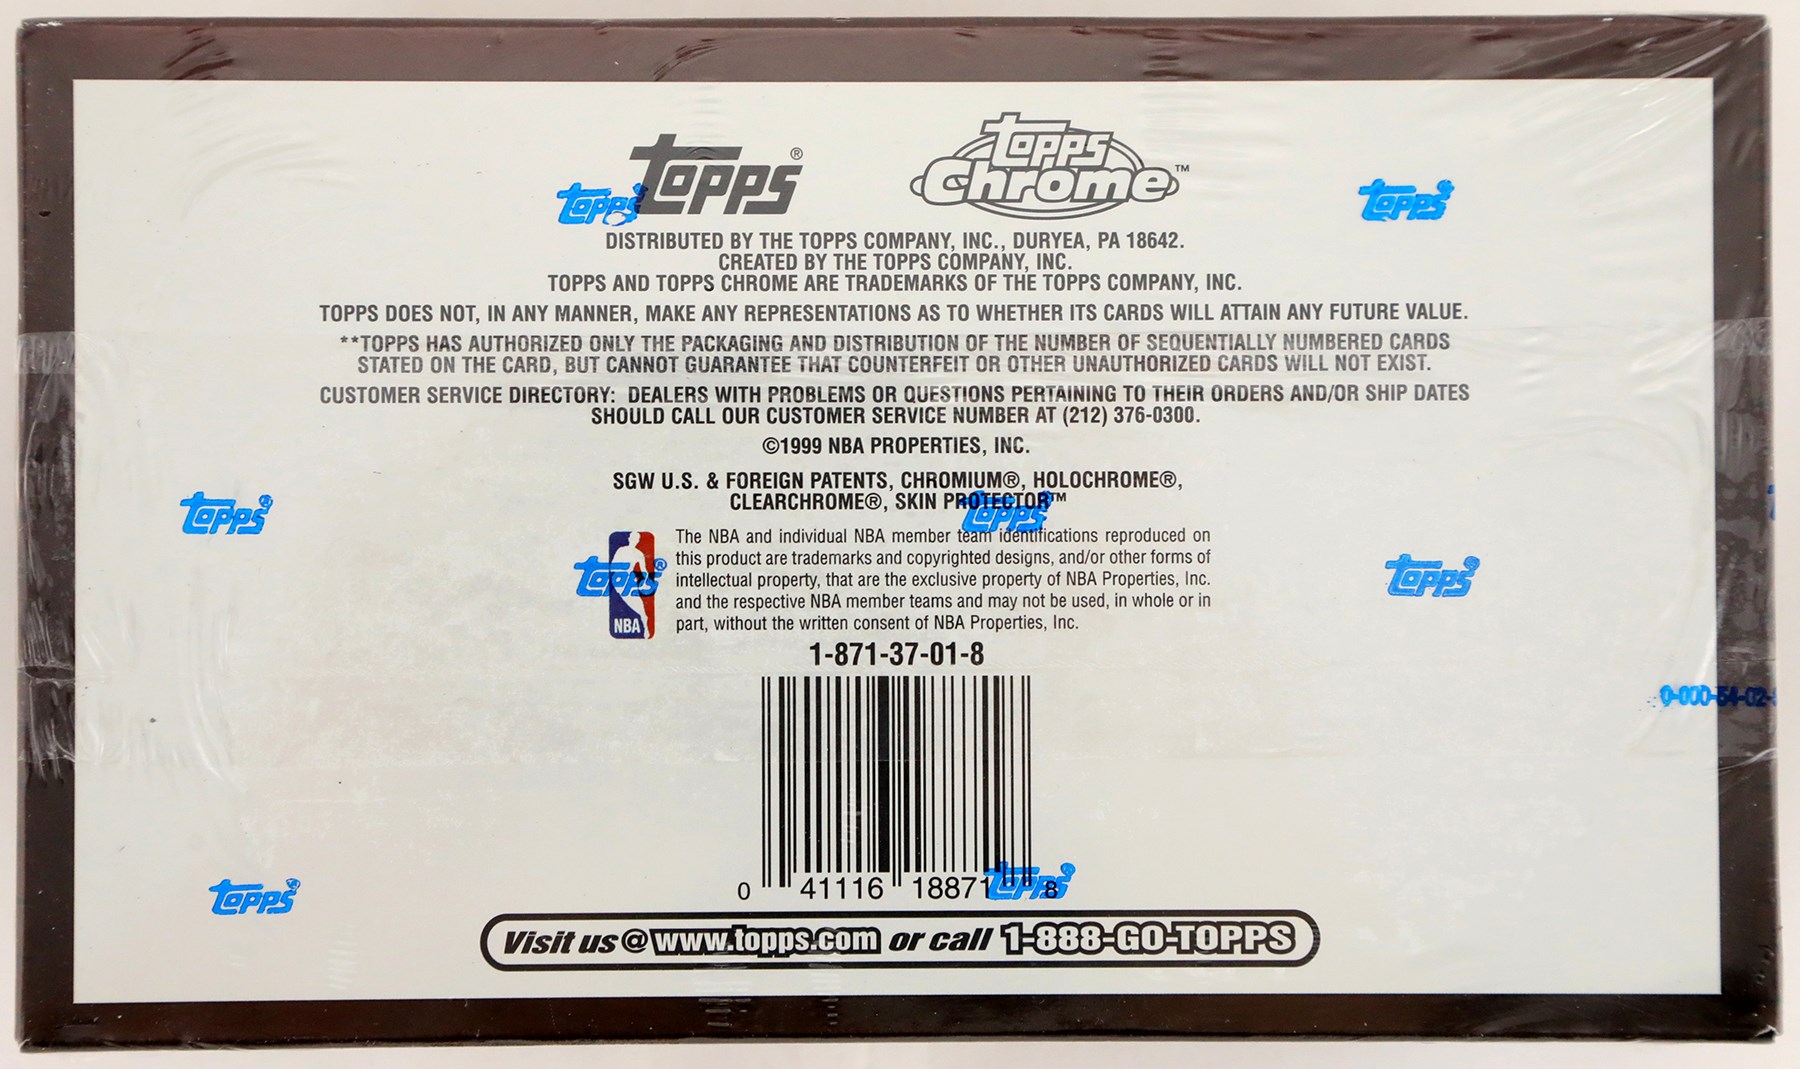 Topps®
Topps Chrome™
Topps
Topps
DISTRIBUTED BY THE TOPPS COMPANY, INC., DURYEA, PA 18642.
CREATED BY THE TOPPS COMPANY, INC.
TOPPS AND TOPPS CHROME ARE TRADEMARKS OF THE TOPPS COMPANY, INC.
TOPPS DOES NOT, IN ANY MANNER, MAKE ANY REPRESENTATIONS AS TO WHETHER ITS CARDS WILL ATTAIN ANY FUTURE VALUE.
**TOPPS HAS AUTHORIZED ONLY THE PACKAGING AND DISTRIBUTION OF THE NUMBER OF SEQUENTIALLY NUMBERED CARDS
STATED ON THE CARD, BUT CANNOT GUARANTEE THAT COUNTERFEIT OR OTHER UNAUTHORIZED CARDS WILL NOT EXIST.
CUSTOMER SERVICE DIRECTORY: DEALERS WITH PROBLEMS OR QUESTIONS PERTAINING TO THEIR ORDERS AND/OR SHIP DATES
SHOULD CALL OUR CUSTOMER SERVICE NUMBER AT (212) 376-0300.
©1999 NBA PROPERTIES, INC.
SGW U.S. & FOREIGN PATENTS, CHROMIUM®, HOLOCHROME®,
CLEARCHROME®, SKIN PROTECTOR™
Topps
Topps
The NBA and individual NBA member team identifications reproduced on
this product are trademarks and copyrighted designs, and/or other forms of
intellectual property, that are the exclusive property of NBA Properties, Inc.
and the respective NBA member teams and may not be used, in whole or in
part, without the written consent of NBA Properties, Inc.
NBA
®
Topps
Topps
1-871-37-01-8
0-000-54-02-
0 41116 18871 8
Topps
Topps
Visit us @ www.topps.com or call 1-888-GO-TOPPS